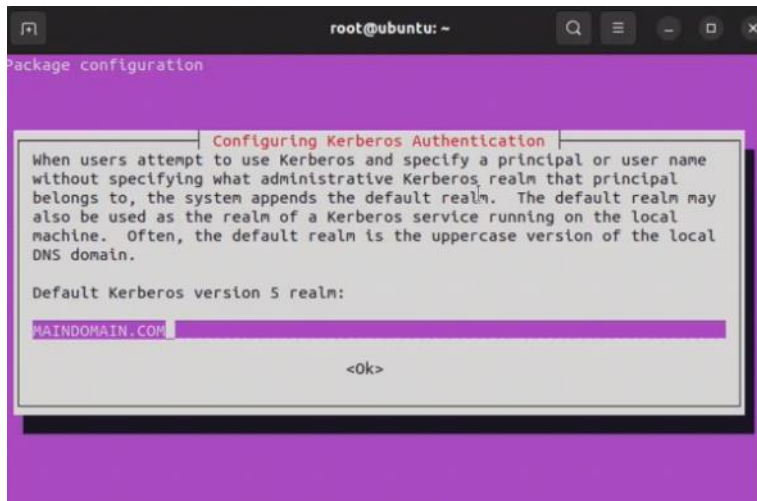 root@ubuntu: ~
Package configuration
Configuring Kerberos Authentication
When users attempt to use Kerberos and specify a principal or user name
without specifying what administrative Kerberos realm that principal
belongs to, the system appends the default realm. The default realm may
also be used as the realm of a Kerberos service running on the local
machine. Often, the default realm is the uppercase version of the local
DNS domain.
Default Kerberos version 5 realm:
MAINDOMAIN.COM
<Ok>